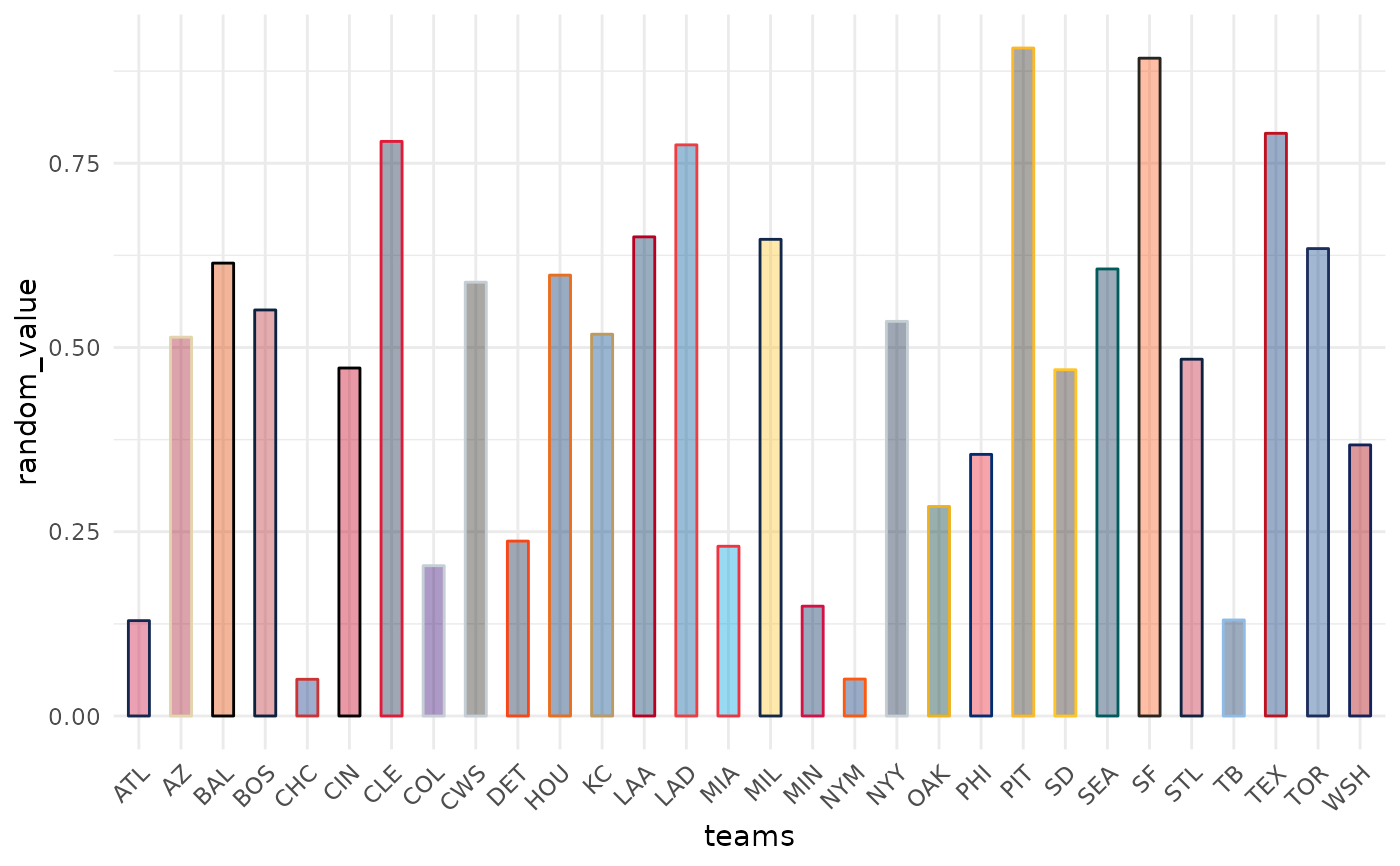 random_value
0.75
0.50
0.25
0.00
ATL AZ BAL BOS CHC CIN CLE COL CWS DET HOU KC LAA LAD MIA MIL MIN NYM NYY OAK PHI PIT SD SEA SF STL TB TEX TOR WSH
teams